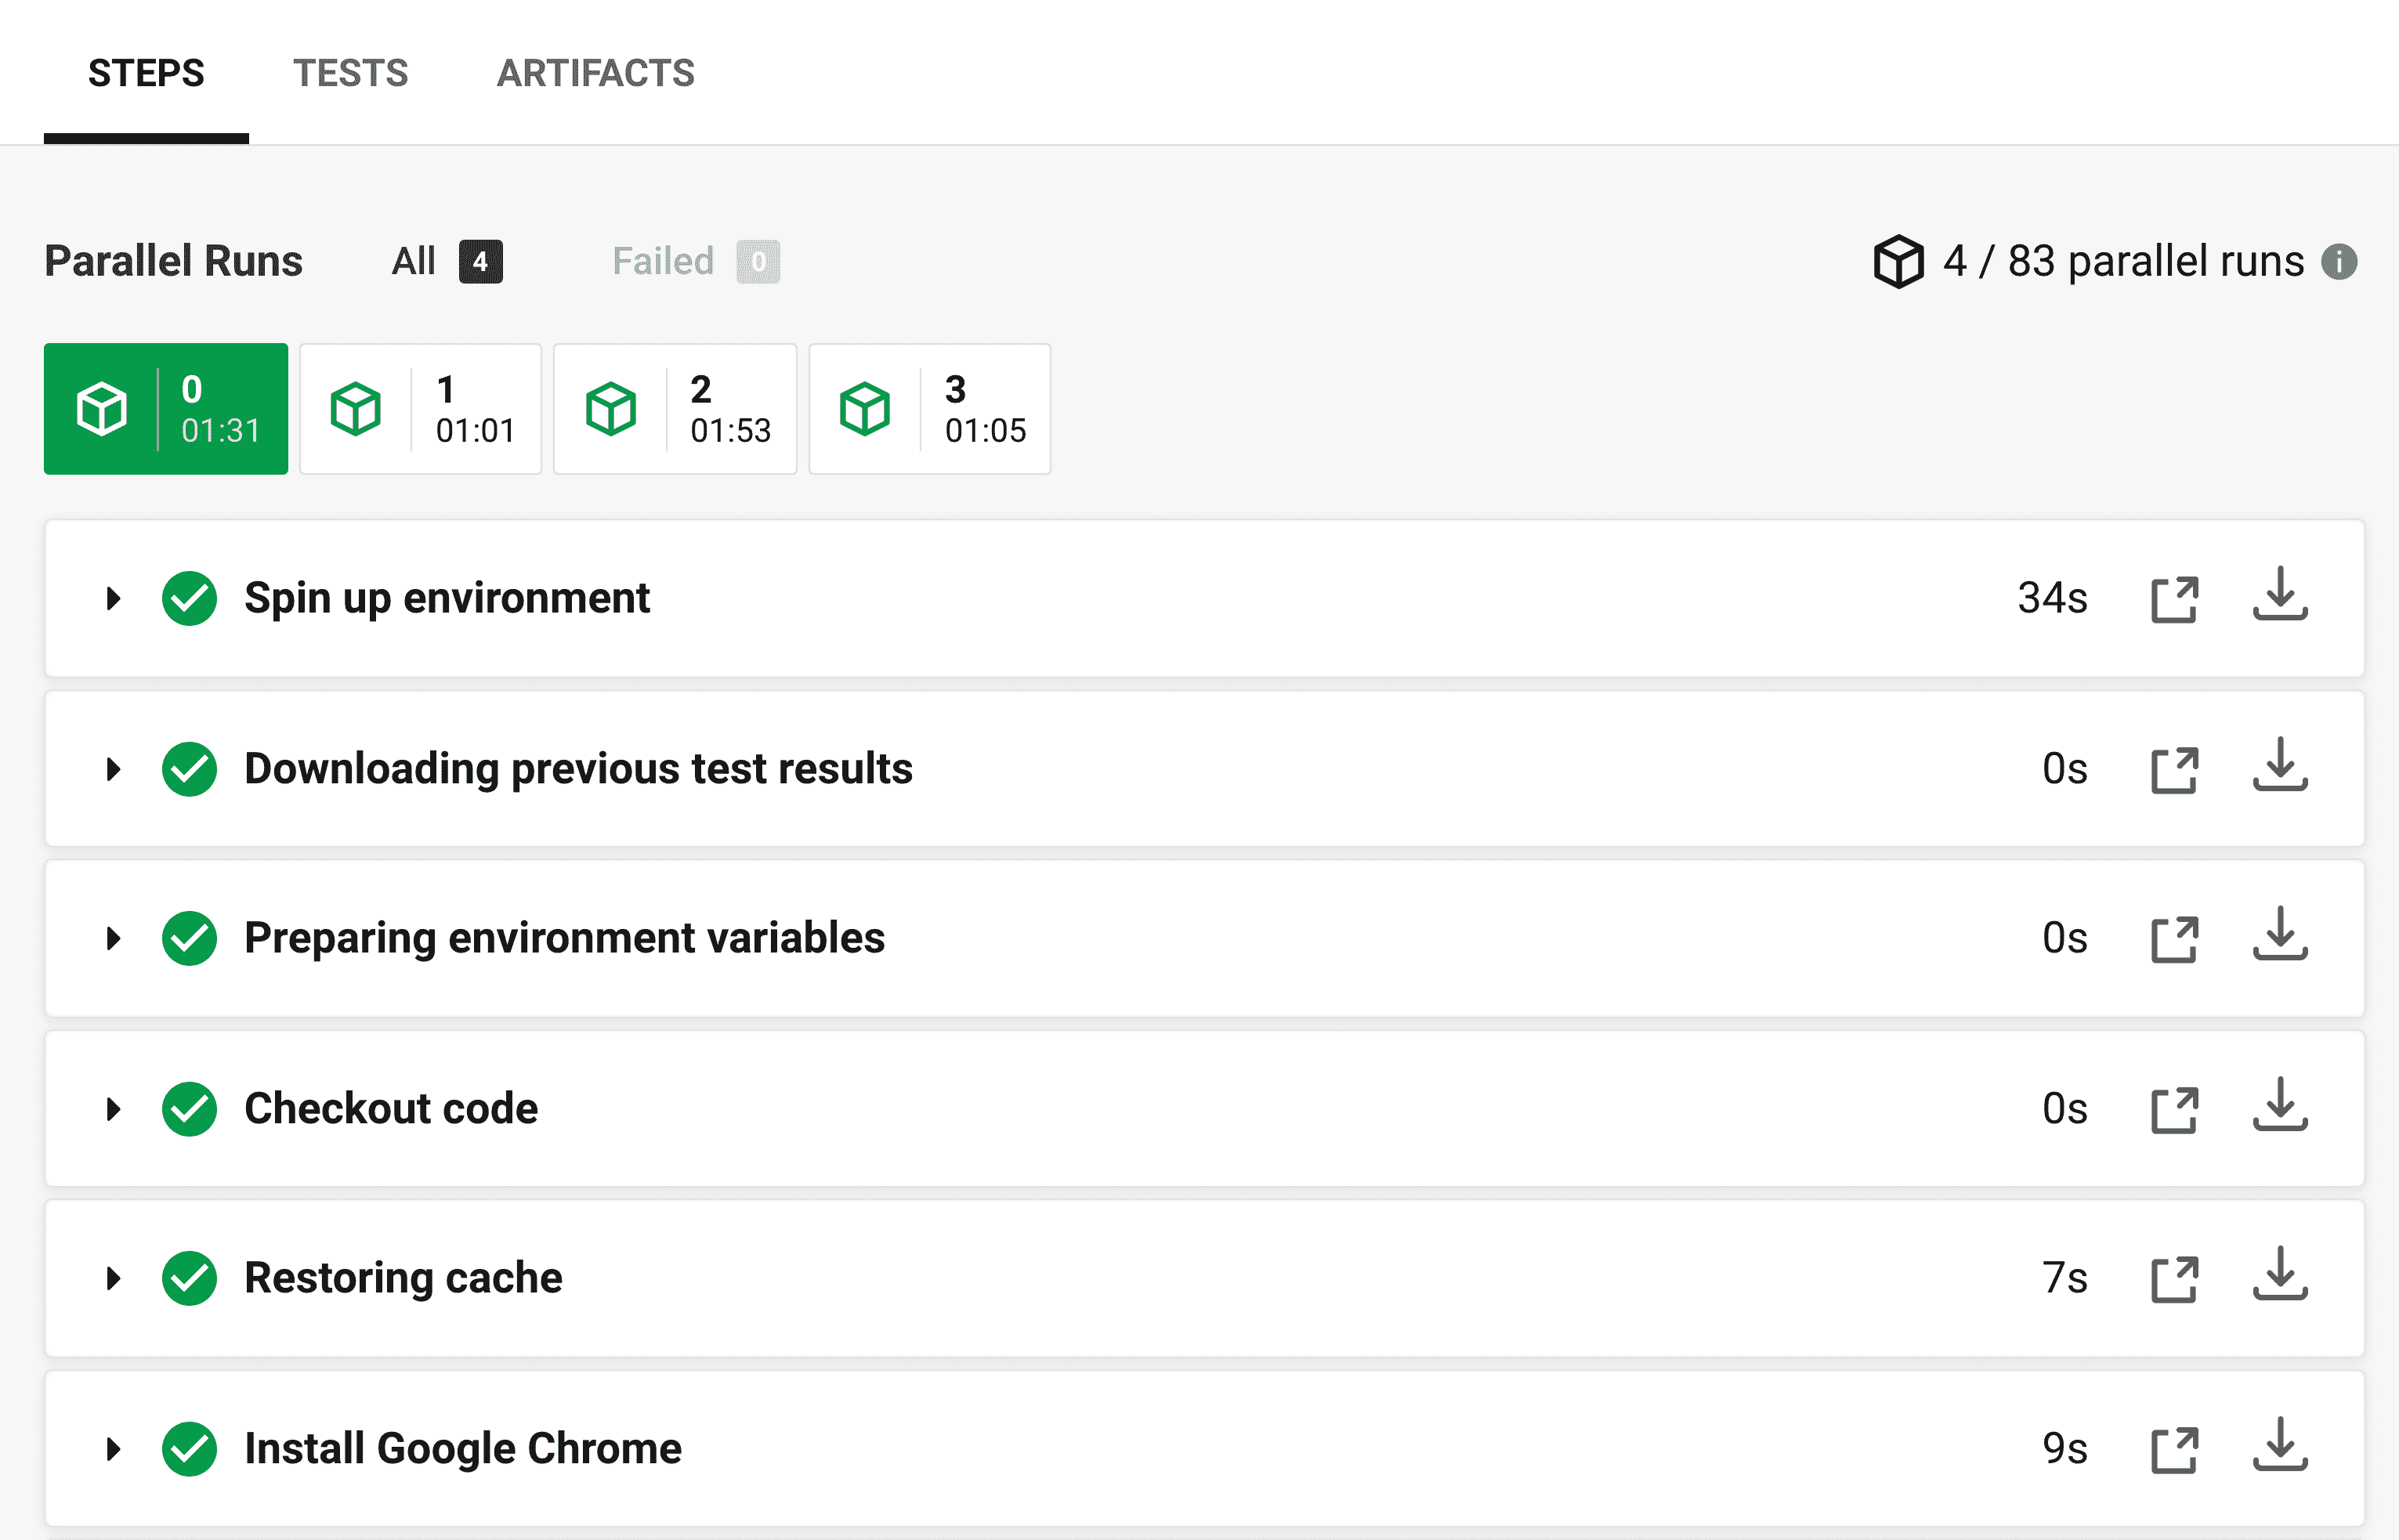 STEPS TESTS ARTIFACTS
Parallel Runs All 4 Failed 0 4 / 83 parallel runs i
0
01:31
1
01:01
2
01:53
3
01:05
Spin up environment 34s
Downloading previous test results 0s
Preparing environment variables 0s
Checkout code 0s
Restoring cache 7s
Install Google Chrome 9s